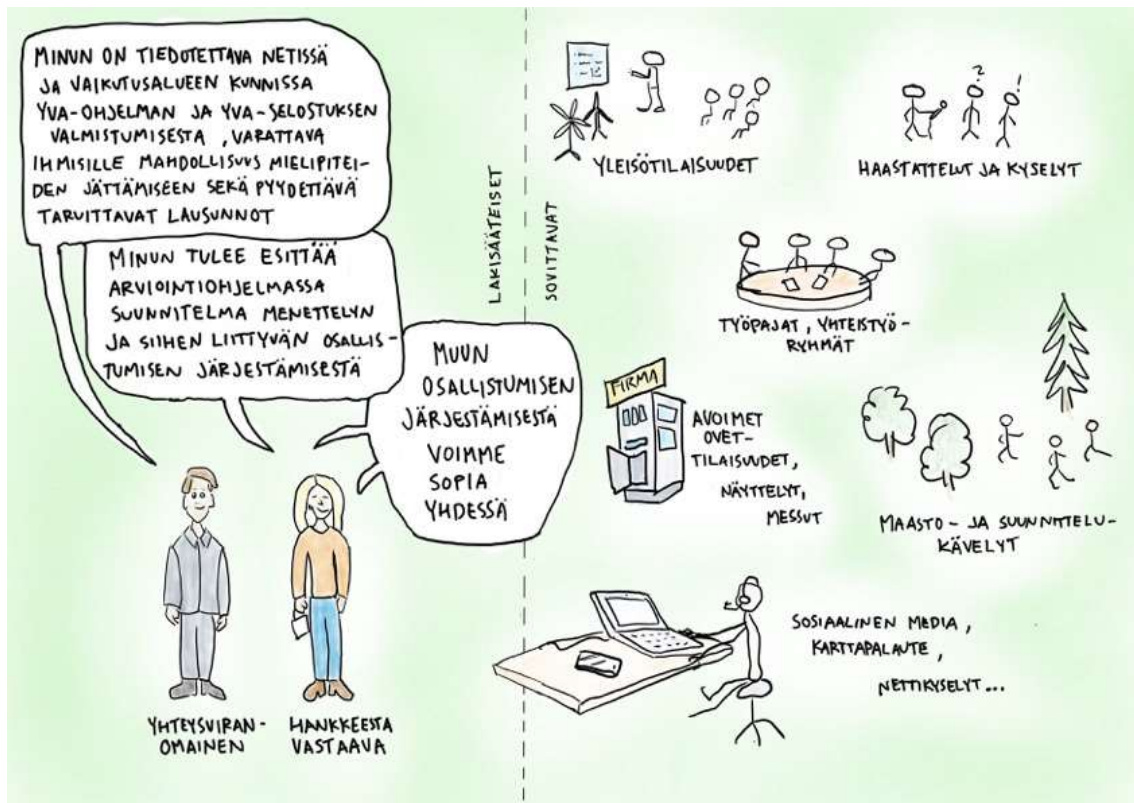 MINUN ON TIEDOTETTAVA NETISSÄ
JA VAIKUTUSALUEEN KUNNISSA
YVA-OHJELMAN JA YVA-SELOSTUKSEN
VALMISTUMISESTA, VARATTAVA
IHMISILLE MAHDOLLISUUS MIELIPITEI-
DEN JÄTTÄMISEEN SEKÄ PYYDETTÄVÄ
TARVITTAVAT LAUSUNNOT
MINUN TULEE ESITTÄÄ
ARVIOINTIOHJELMASSA
SUUNNITELMA MENETTELYN
JA SIIHEN LIITTYVÄN OSALLIS-
TUMISEN JÄRJESTÄMISESTÄ
MUUN
OSALLISTUMISEN
JÄRJESTÄMISESTÄ
VOIMME
SOPIA
YHDESSÄ
YHTEYSVIRAN-
OMAINEN
HANKKEESTA
VASTAAVA
LAKISÄÄTEISET
SOVITTAVAT
YLEISÖTILAISUUDET
?
!
HAASTATTELUT JA KYSELYT
TYÖPAJAT, YHTEISTYÖ-
RYHMÄT
FIRMA
AVOIMET
OVET-
TILAISUUDET,
NÄYTTELYT,
MESSUT
MAASTO- JA SUUNNITTELU-
KÄVELYT
SOSIAALINEN MEDIA,
KARTTAPALAUTE,
NETTIKYSELYT...